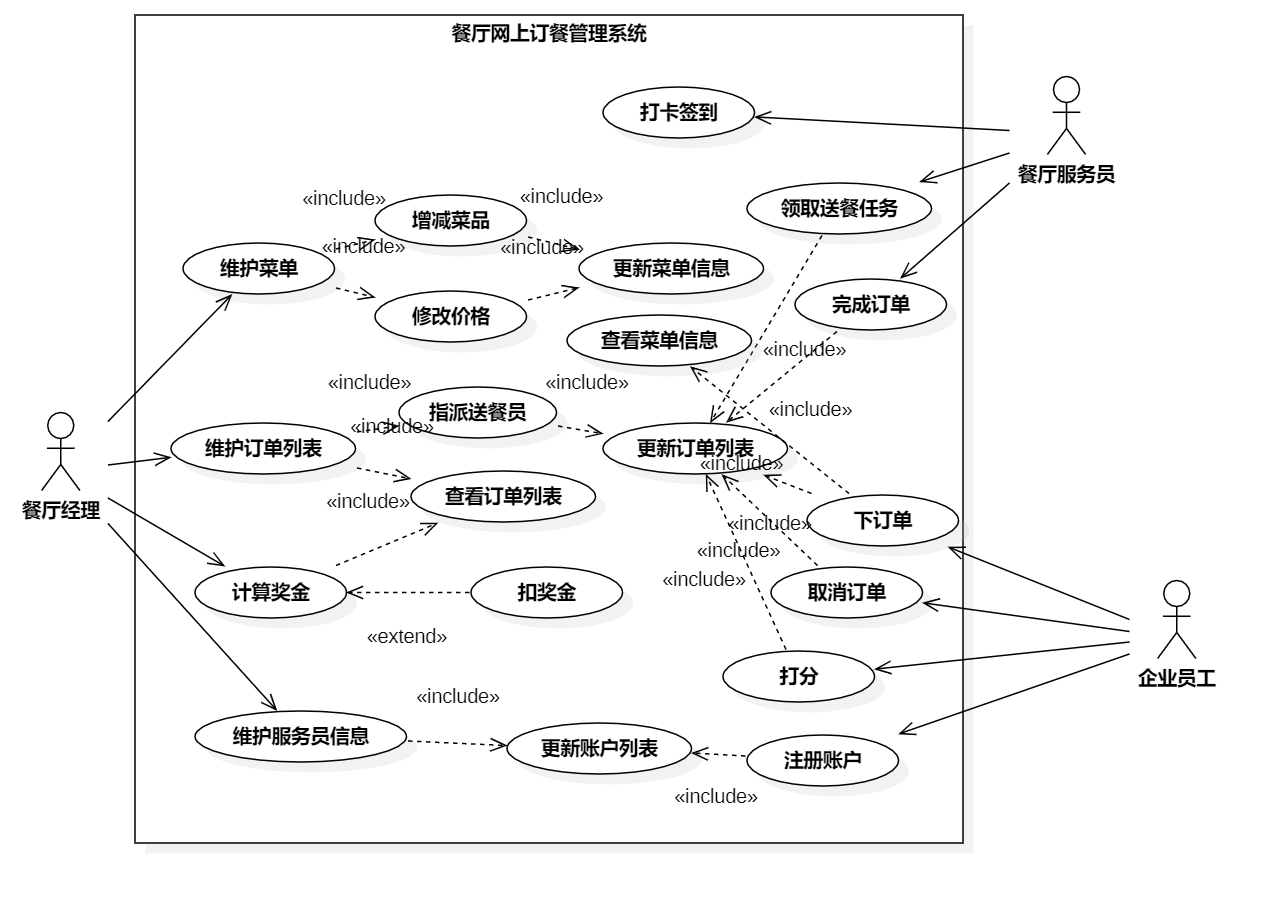 餐厅网上订餐管理系统
打卡签到
餐厅服务员
«include»
«include»
领取送餐任务
增减菜品
«include»
«include»
维护菜单
更新菜单信息
完成订单
修改价格
查看菜单信息
«include»
«include»
«include»
«include»
指派送餐员
«include»
维护订单列表
更新订单列表
«include»
餐厅经理
查看订单列表
«include»
下订单
«include»
«include»
«include»
计算奖金
扣奖金
取消订单
«extend»
企业员工
打分
«include»
维护服务员信息
更新账户列表
注册账户
«include»